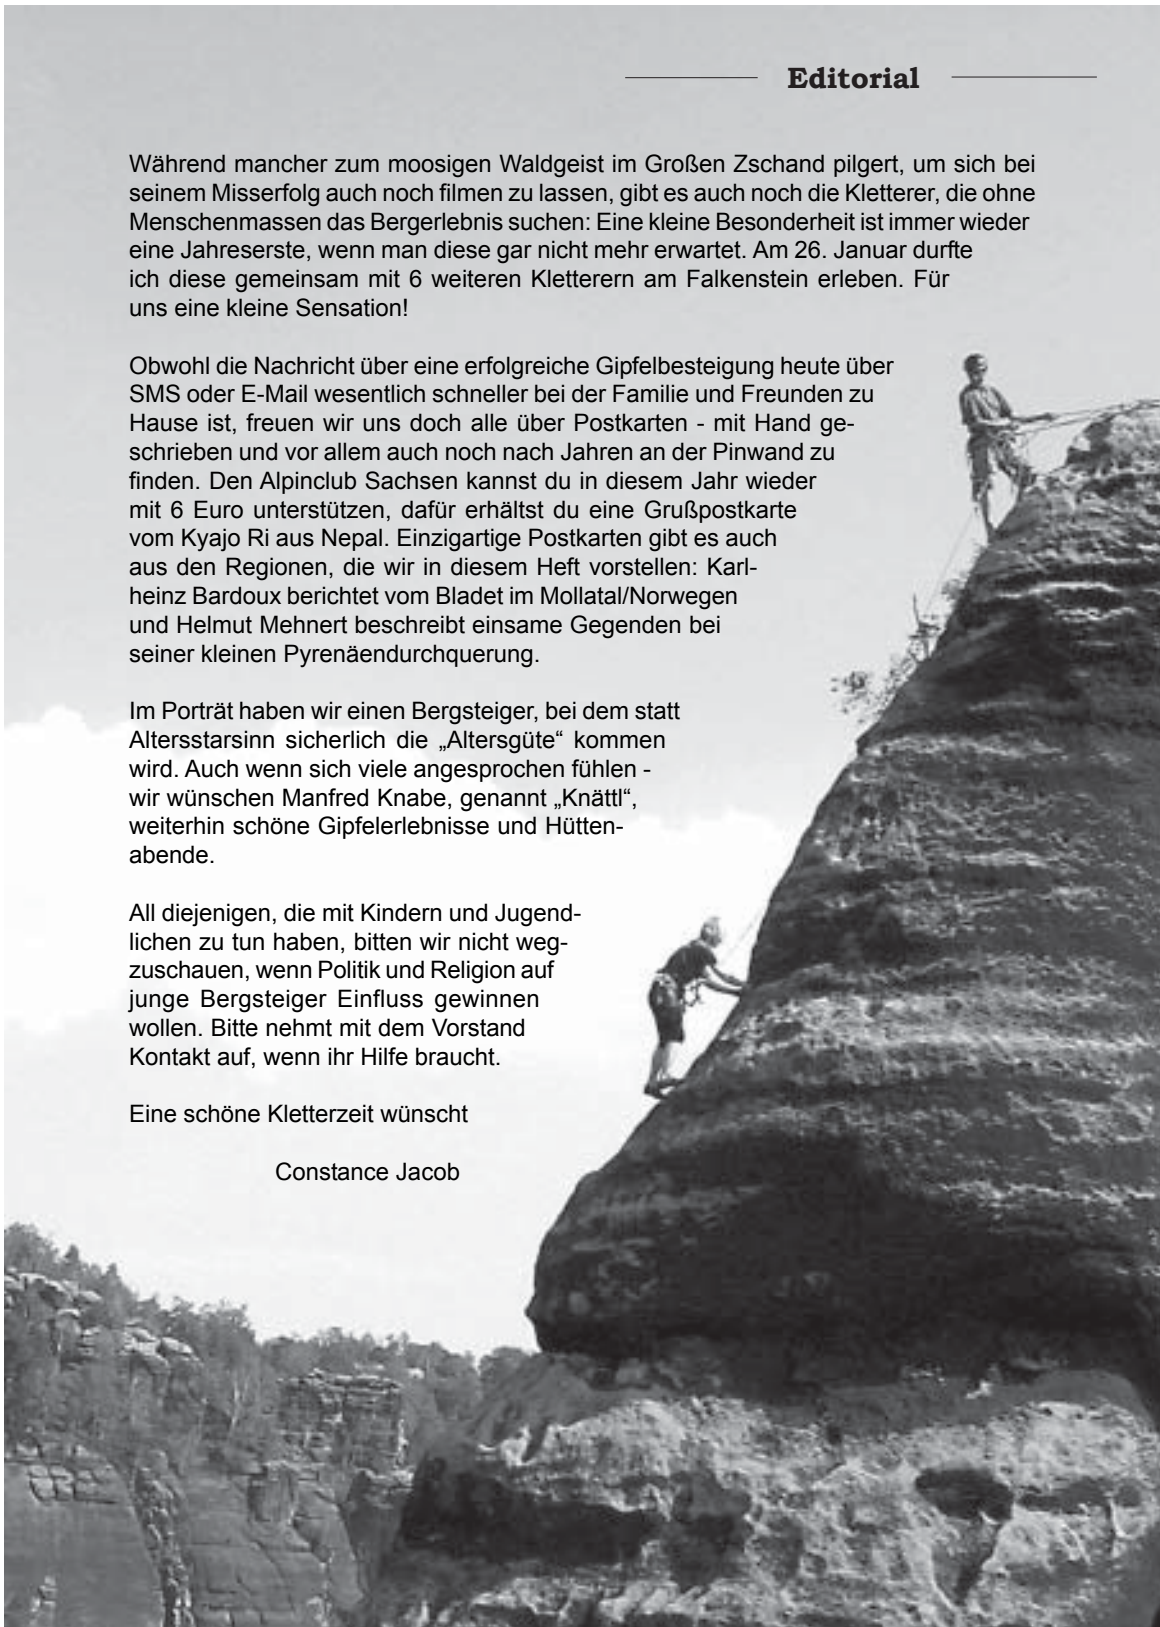 Editorial
Während mancher zum moosigen Waldgeist im Großen Zschand pilgert, um sich bei
seinem Misserfolg auch noch filmen zu lassen, gibt es auch noch die Kletterer, die ohne
Menschenmassen das Bergerlebnis suchen: Eine kleine Besonderheit ist immer wieder
eine Jahreserste, wenn man diese gar nicht mehr erwartet. Am 26. Januar durfte
ich diese gemeinsam mit 6 weiteren Kletterern am Falkenstein erleben. Für
uns eine kleine Sensation!
Obwohl die Nachricht über eine erfolgreiche Gipfelbesteigung heute über
SMS oder E-Mail wesentlich schneller bei der Familie und Freunden zu
Hause ist, freuen wir uns doch alle über Postkarten - mit Hand ge-
schrieben und vor allem auch noch nach Jahren an der Pinwand zu
finden. Den Alpinclub Sachsen kannst du in diesem Jahr wieder
mit 6 Euro unterstützen, dafür erhältst du eine Grußpostkarte
vom Kyajo Ri aus Nepal. Einzigartige Postkarten gibt es auch
aus den Regionen, die wir in diesem Heft vorstellen: Karl-
heinz Bardoux berichtet vom Bladet im Mollatal/Norwegen
und Helmut Mehnert beschreibt einsame Gegenden bei
seiner kleinen Pyrenäendurchquerung.
Im Porträt haben wir einen Bergsteiger, bei dem statt
Altersstarsinn sicherlich die „Altersgüte“ kommen
wird. Auch wenn sich viele angesprochen fühlen -
wir wünschen Manfred Knabe, genannt „Knättl“,
weiterhin schöne Gipfelerlebnisse und Hütten-
abende.
All diejenigen, die mit Kindern und Jugend-
lichen zu tun haben, bitten wir nicht weg-
zuschauen, wenn Politik und Religion auf
junge Bergsteiger Einfluss gewinnen
wollen. Bitte nehmt mit dem Vorstand
Kontakt auf, wenn ihr Hilfe braucht.
Eine schöne Kletterzeit wünscht
Constance Jacob